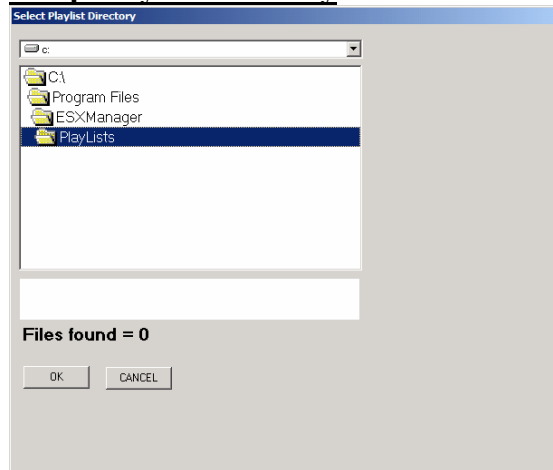 Select Playlist Directory
c:
C:\
Program Files
ESXManager
PlayLists
Files found = 0
OK
CANCEL